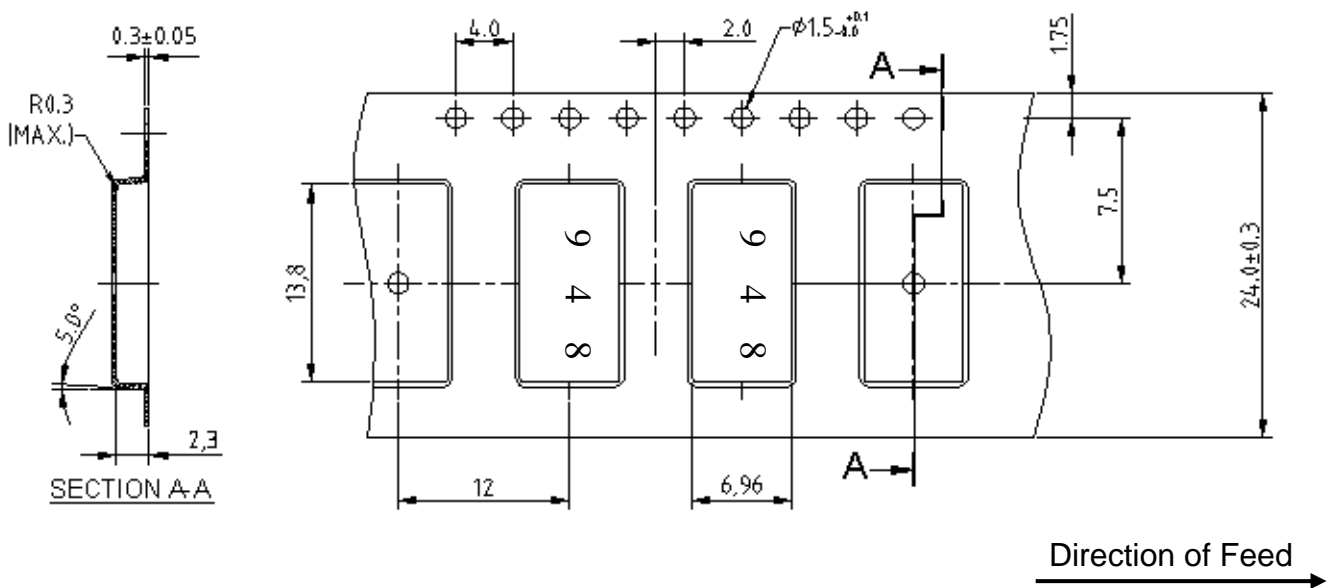 0.3±0.05
4.0
2.0
ϕ1.5 +0.1 -0.0
1.75
A
R0.3
(MAX.)
7.5
24.0±0.3
13,8
9 4 8
9 4 8
5.0°
2,3
SECTION A-A
12
6,96
A
Direction of Feed